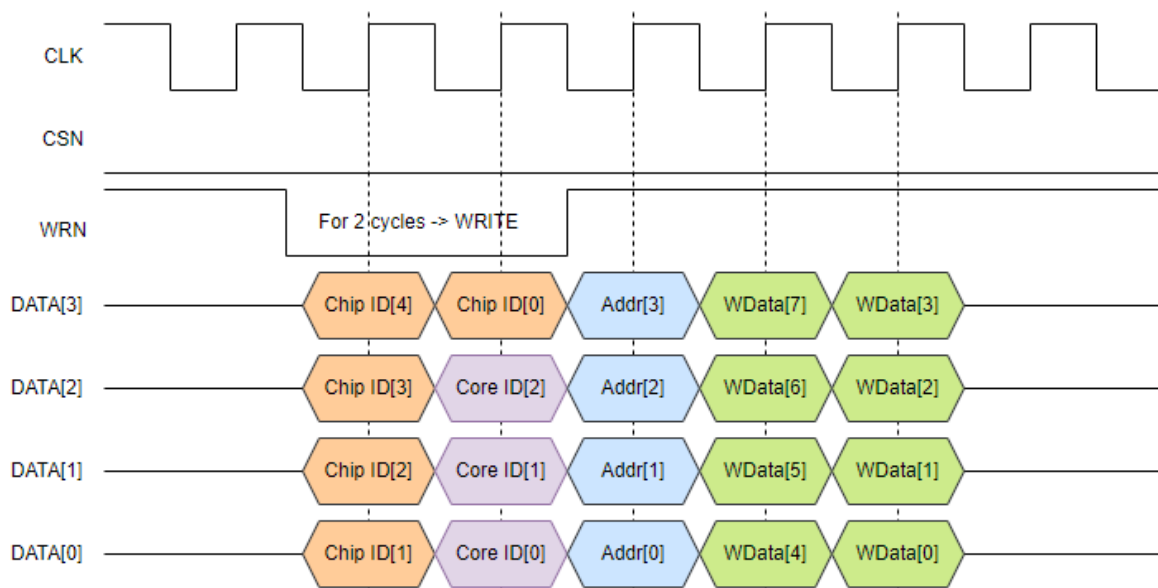 CLK
CSN
WRN For 2 cycles -> WRITE
DATA[3] Chip ID[4] Chip ID[0] Addr[3] WData[7] WData[3]
DATA[2] Chip ID[3] Core ID[2] Addr[2] WData[6] WData[2]
DATA[1] Chip ID[2] Core ID[1] Addr[1] WData[5] WData[1]
DATA[0] Chip ID[1] Core ID[0] Addr[0] WData[4] WData[0]